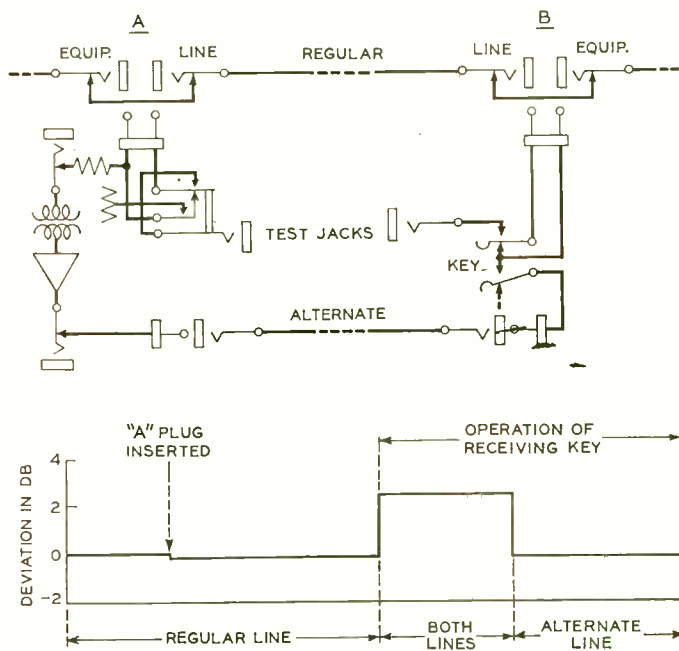 A
B
EQUIP.
LINE
REGULAR
LINE
EQUIP.
TEST JACKS
KEY
ALTERNATE
"A" PLUG
INSERTED
OPERATION OF
RECEIVING KEY
DEVIATION IN DB
4
2
0
-2
REGULAR LINE
BOTH
LINES
ALTERNATE
LINE